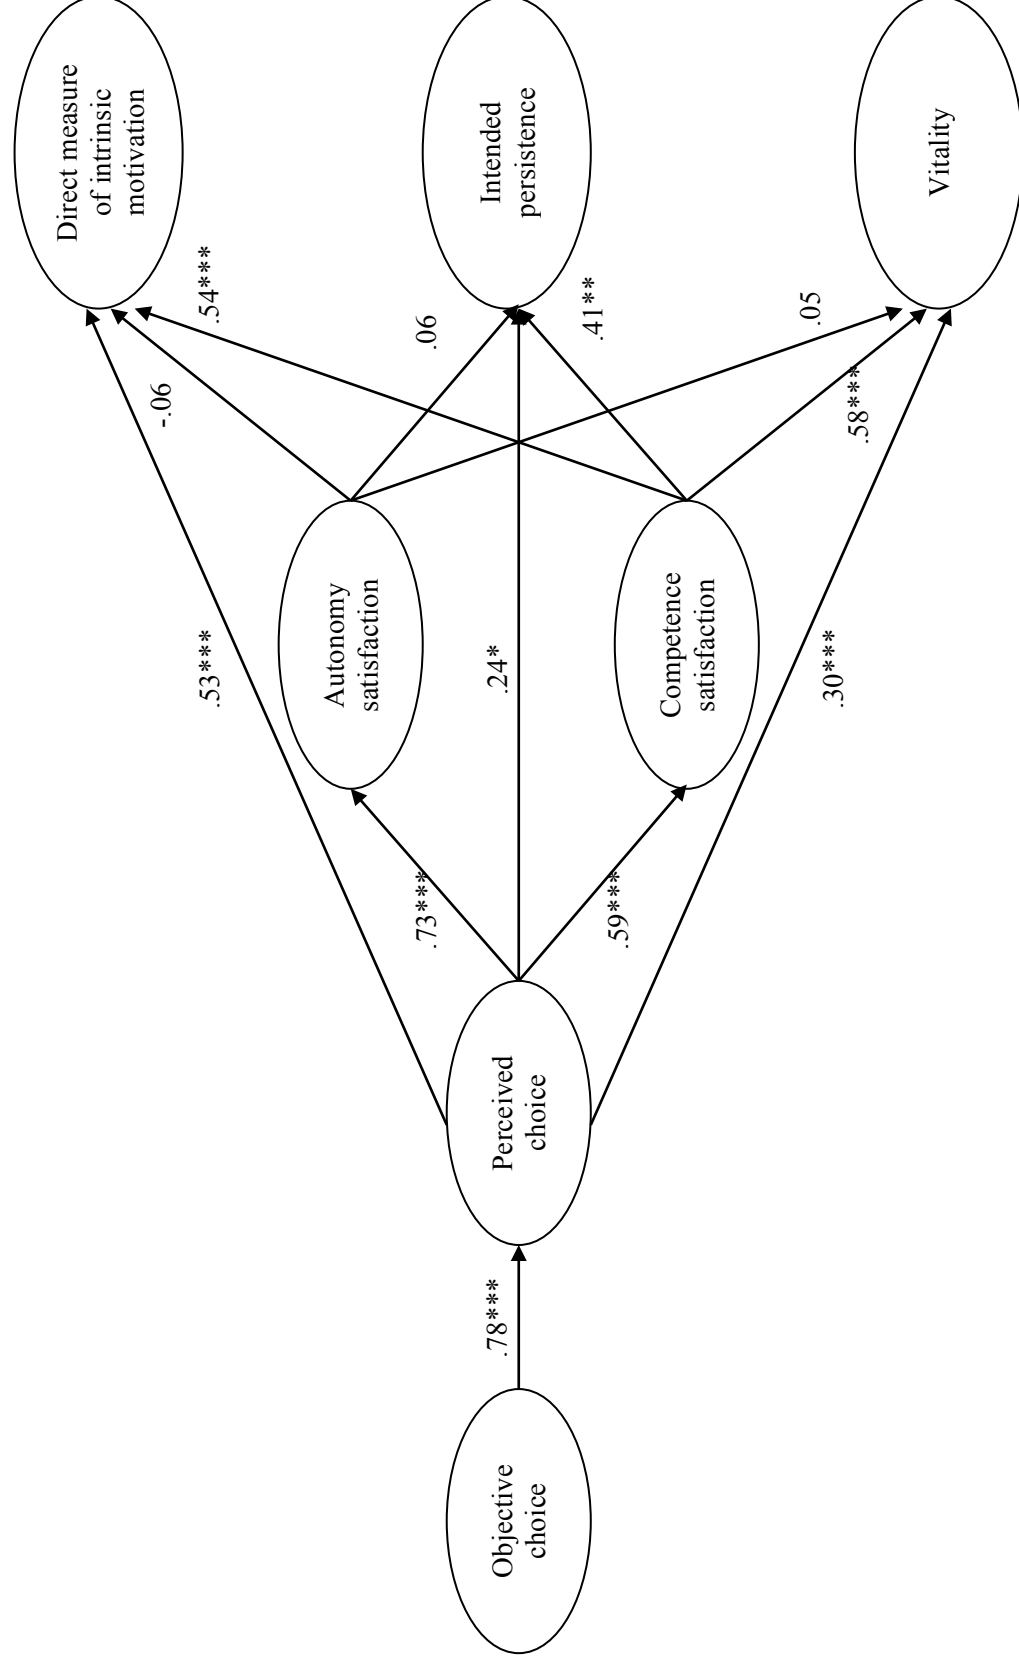 Objective
choice
.78***
Perceived
choice
.53***
.73***
.24*
.59***
.30***
Autonomy
satisfaction
Competence
satisfaction
-.06
.54***
.06
.41**
.05
.58***
Direct measure
of intrinsic
motivation
Intended
persistence
Vitality